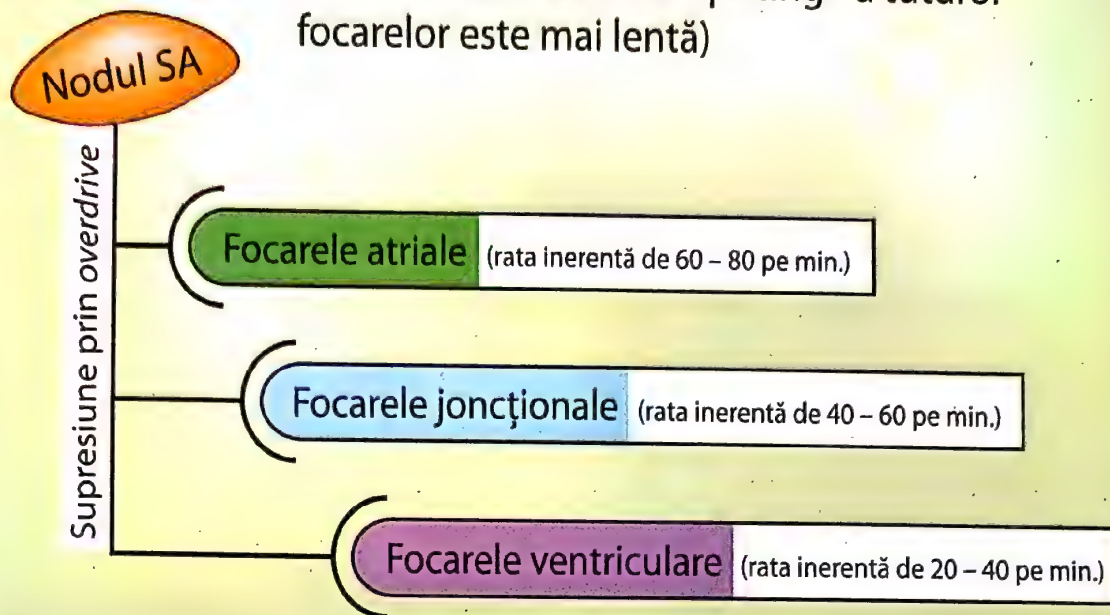 focarelor este mai lentă)
Nodul SA
Supresiune prin overdrive
Focarele atriale (rata inerentă de 60 – 80 pe min.)
Focarele joncționale (rata inerentă de 40 – 60 pe min.)
Focarele ventriculare (rata inerentă de 20 – 40 pe min.)